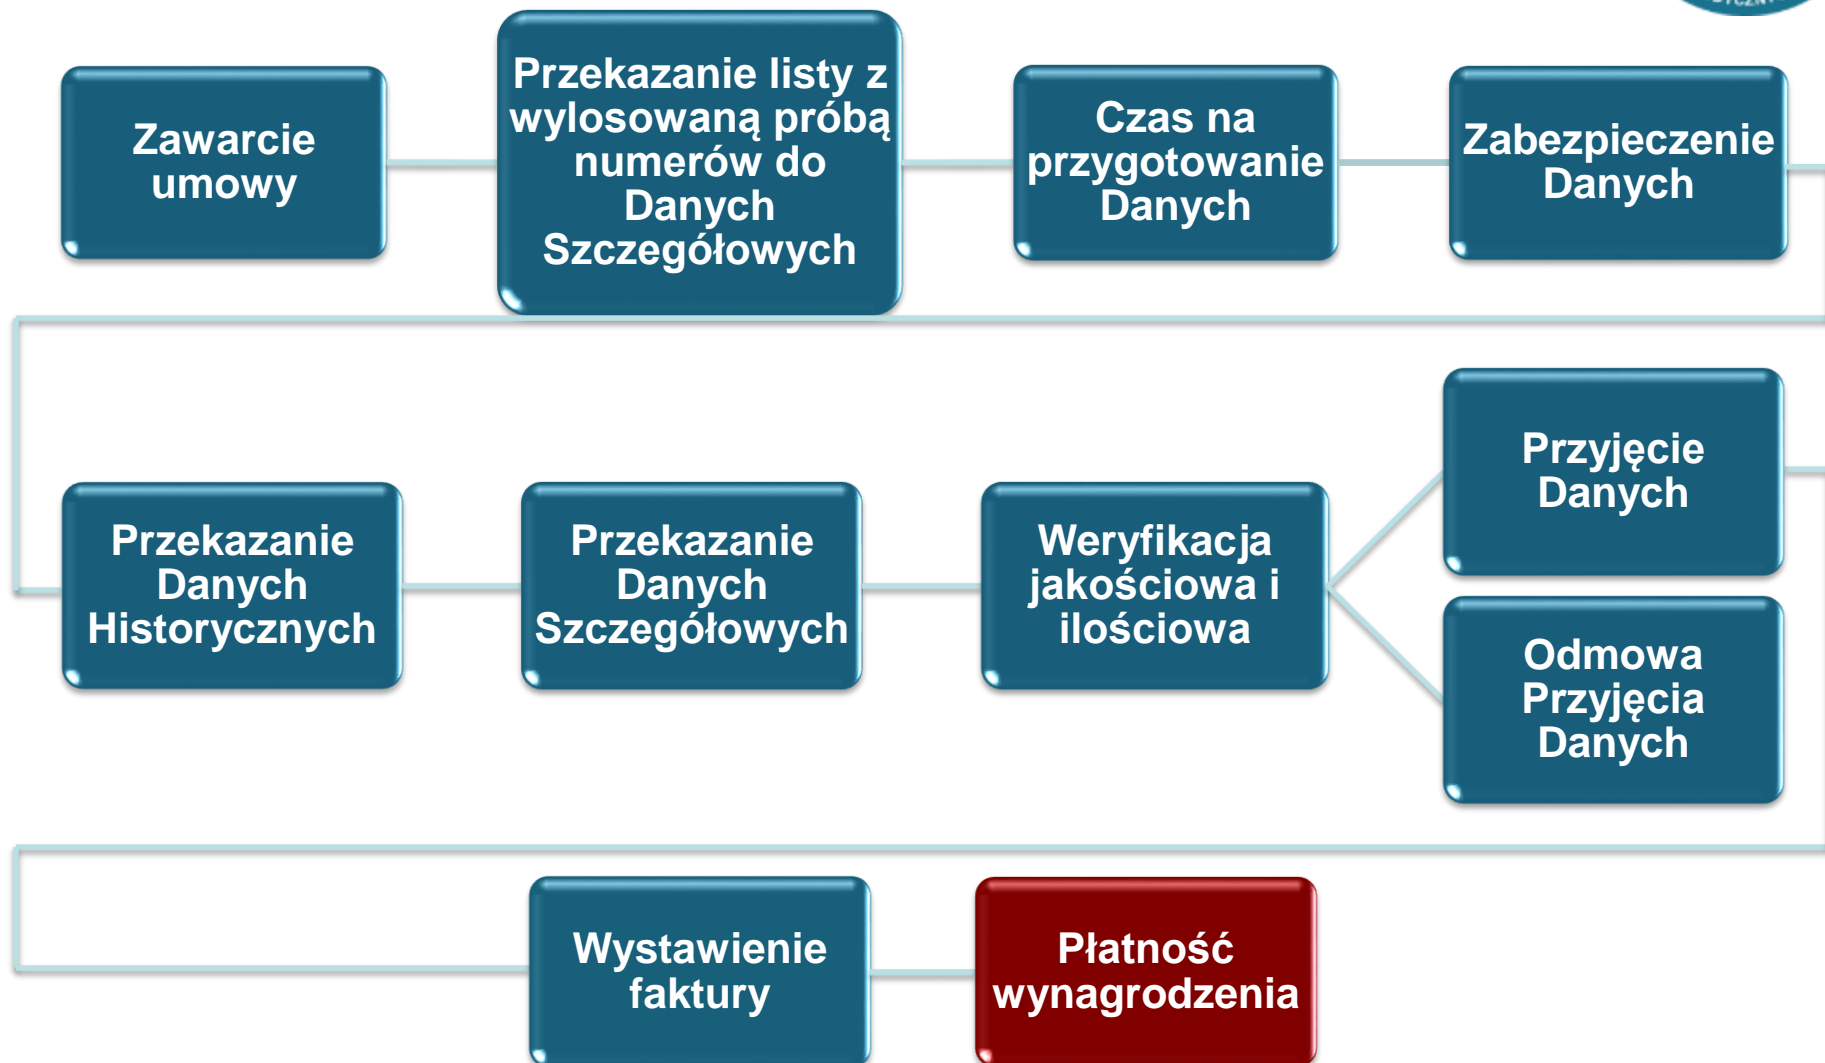 Zawarcie
umowy
Przekazanie listy z
wylosowaną próbą
numerów do
Danych
Szczegółowych
Czas na
przygotowanie
Danych
Zabezpieczenie
Danych
Przekazanie
Danych
Historycznych
Przekazanie
Danych
Szczegółowych
Weryfikacja
jakościowa i
ilościowa
Przyjęcie
Danych
Odmowa
Przyjęcia
Danych
Wystawienie
faktury
Płatność
wynagrodzenia